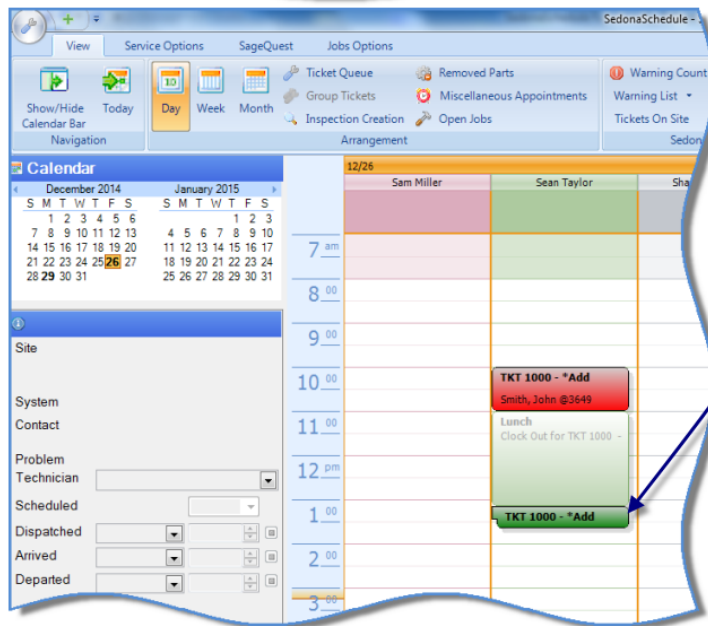 SedonaSchedule -
View Service Options SageQuest Jobs Options
Show/Hide Calendar Bar
Today
Navigation
10
Day
Week
Month
Ticket Queue
Group Tickets
Inspection Creation
Removed Parts
Miscellaneous Appointments
Open Jobs
Arrangement
Warning Count
Warning List
Tickets On Site
Sedon
Calendar
December 2014
S M T W T F S
1 2 3 4 5 6
7 8 9 10 11 12 13
14 15 16 17 18 19 20
21 22 23 24 25 26 27
28 29 30 31
January 2015
S M T W T F S
1 2 3
4 5 6 7 8 9 10
11 12 13 14 15 16 17
18 19 20 21 22 23 24
25 26 27 28 29 30 31
Site
System
Contact
Problem
Technician
Scheduled
Dispatched
Arrived
Departed
12/26
Sam Miller Sean Taylor Sha
7 am
8 00
9 00
10 00
11 00
12 pm
1 00
2 00
3 00
TKT 1000 - *Add
Smith, John @3649
Lunch
Clock Out for TKT 1000 -
TKT 1000 - *Add